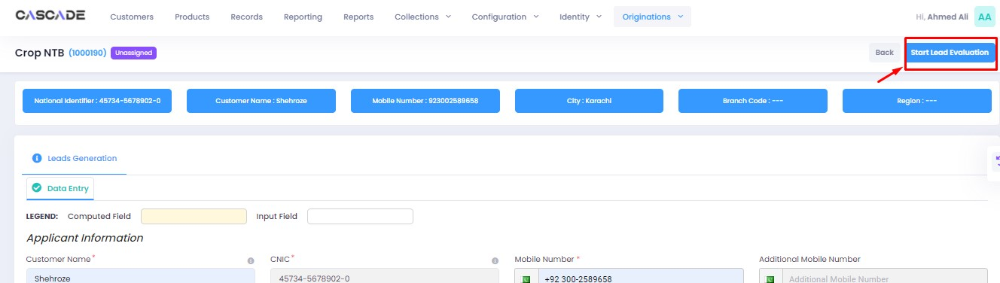 CASCADE Customers Products Records Reporting Reports Collections Configuration Identity Originations Hi, Ahmed Ali AA
Crop NTB (1000190) Unassigned Back Start Lead Evaluation
National Identifier : 45734-5678902-0 Customer Name : Shehroze Mobile Number : 923002589658 City : Karachi Branch Code : --- Region : ---
Leads Generation
Data Entry
LEGEND: Computed Field Input Field
Applicant Information
Customer Name * CNIC * Mobile Number * Additional Mobile Number
Shehroze 45734-5678902-0 +92 300-2589658 Additional Mobile Number